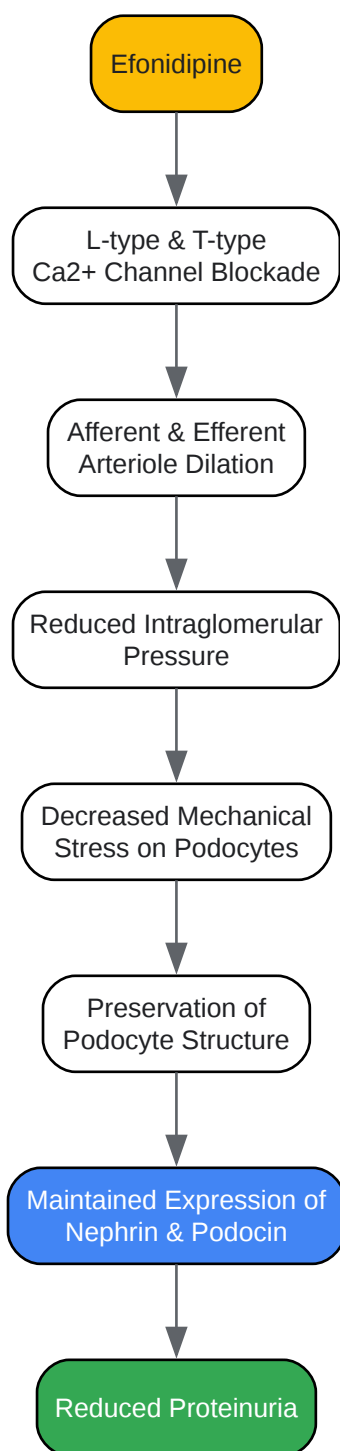 Efonidipine
L-type & T-type
Ca2+ Channel Blockade
Afferent & Efferent
Arteriole Dilation
Reduced Intraglomerular
Pressure
Decreased Mechanical
Stress on Podocytes
Preservation of
Podocyte Structure
Maintained Expression of
Nephrin & Podocin
Reduced Proteinuria